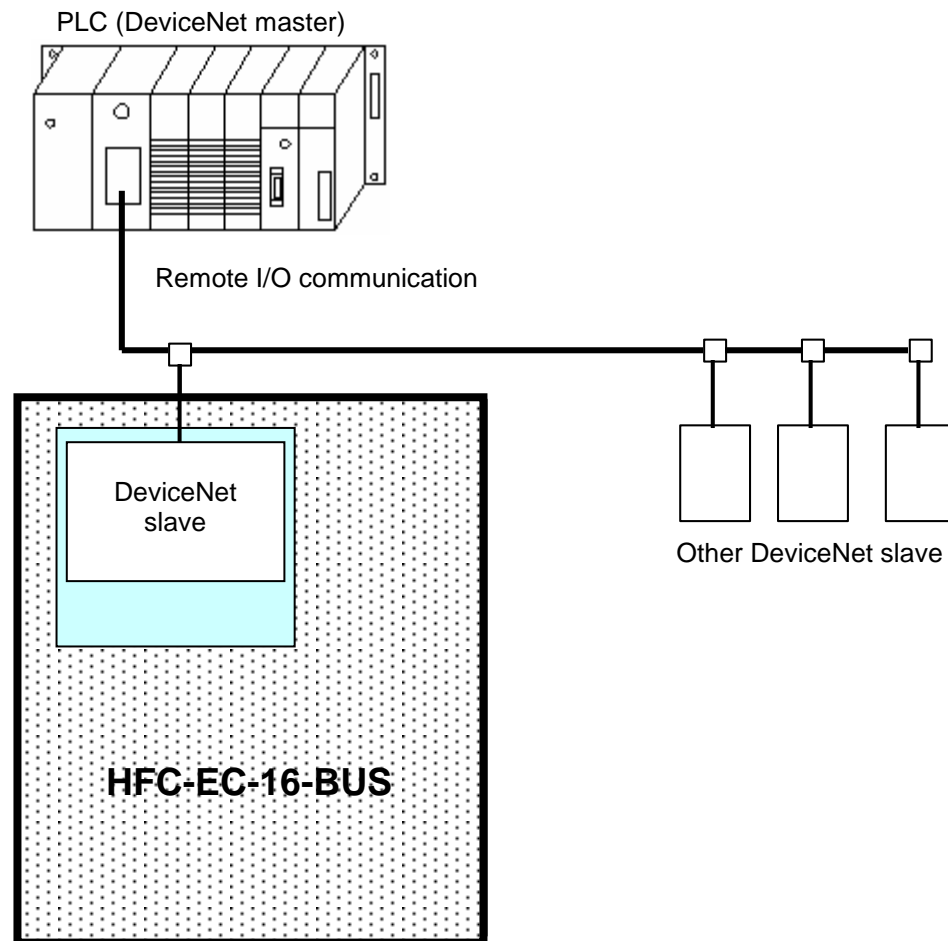 PLC (DeviceNet master)
Remote I/O communication
DeviceNet
slave
Other DeviceNet slave
HFC-EC-16-BUS